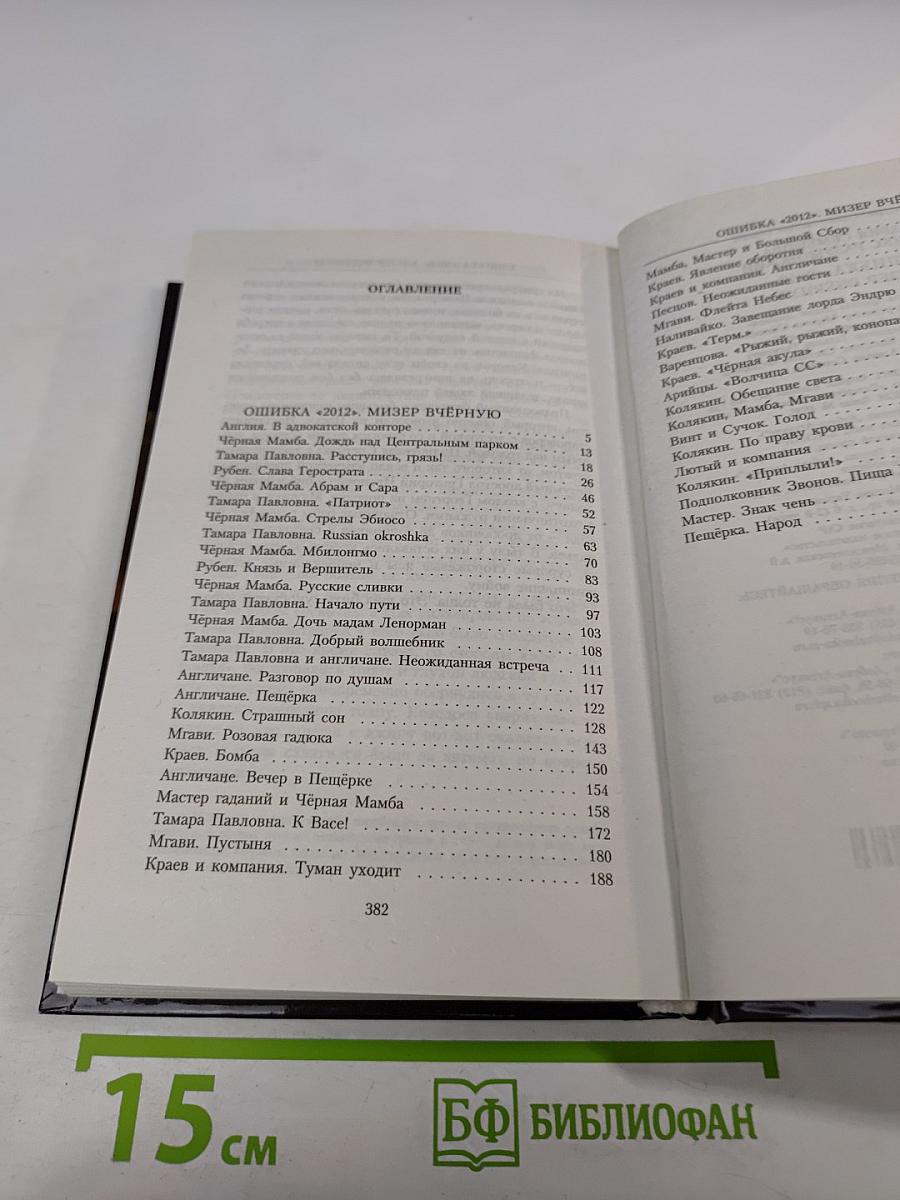 ОГЛАВЛЕНИЕ
ОШИБКА «2012». МИЗЕР ВЧЁРНУЮ
Англия. В адвокатской конторе . . . . . . . . . . . . . . . . 5
Чёрная Мамба. Дождь над Центральным парком . . . . . . 13
Тамара Павловна. Расступись, грязь! . . . . . . . . . . . . . 18
Рубен. Слава Герострата . . . . . . . . . . . . . . . . . . . . 26
Чёрная Мамба. Абрам и Сара . . . . . . . . . . . . . . . . . 46
Тамара Павловна. «Патриот» . . . . . . . . . . . . . . . . . 52
Чёрная Мамба. Стрелы Эбиосо . . . . . . . . . . . . . . . . 57
Тамара Павловна. Russian okroshka . . . . . . . . . . . . . . 63
Чёрная Мамба. Мбилонгмо . . . . . . . . . . . . . . . . . . 70
Рубен. Князь и Вершитель . . . . . . . . . . . . . . . . . . . 83
Чёрная Мамба. Русские сливки . . . . . . . . . . . . . . . . 93
Тамара Павловна. Начало пути . . . . . . . . . . . . . . . . 97
Чёрная Мамба. Дочь мадам Ленорман . . . . . . . . . . . . 103
Тамара Павловна. Добрый волшебник . . . . . . . . . . . . 108
Тамара Павловна и англичане. Неожиданная встреча . . 111
Англичане. Разговор по душам . . . . . . . . . . . . . . . . 117
Англичане. Пещёрка . . . . . . . . . . . . . . . . . . . . . . 122
Колякин. Страшный сон . . . . . . . . . . . . . . . . . . . . 128
Мгави. Розовая гадюка . . . . . . . . . . . . . . . . . . . . . 143
Краев. Бомба . . . . . . . . . . . . . . . . . . . . . . . . . . 150
Англичане. Вечер в Пещёрке . . . . . . . . . . . . . . . . . 154
Мастер гаданий и Чёрная Мамба . . . . . . . . . . . . . . . 158
Тамара Павловна. К Васе! . . . . . . . . . . . . . . . . . . . 172
Мгави. Пустыня . . . . . . . . . . . . . . . . . . . . . . . . . 180
Краев и компания. Туман уходит . . . . . . . . . . . . . . . 188
382
ОШИБКА «2012». МИЗЕР ВЧЁ
Мамба, Мастер и Большой Сбор . . . .
Краев. Явление оборотня . . . . . .
Краев и компания. Англичане . . . .
Песцов. Неожиданные гости . . . .
Мгави. Флейта Небес . . . . . .
Наливайко. Завещание лорда Эндрю
Краев. «Терм.» . . . . . . . .
Варенцова. «Рыжий, рыжий, конопа
Краев. «Чёрная акула» . . . . .
Арийцы. «Волчица СС» . . . . .
Колякин. Обещание света . . . .
Колякин, Мамба, Мгави . . . .
Винт и Сучок. Голод . . . . .
Колякин. По праву крови . . . .
Лютый и компания . . . . . .
Колякин. «Приплыли!» . . . .
Подполковник Звонов. Пища
Мастер. Знак чень . . . . . .
Пещёрка. Народ . . . . . . .
15 см
БФ БИБЛИОФАН